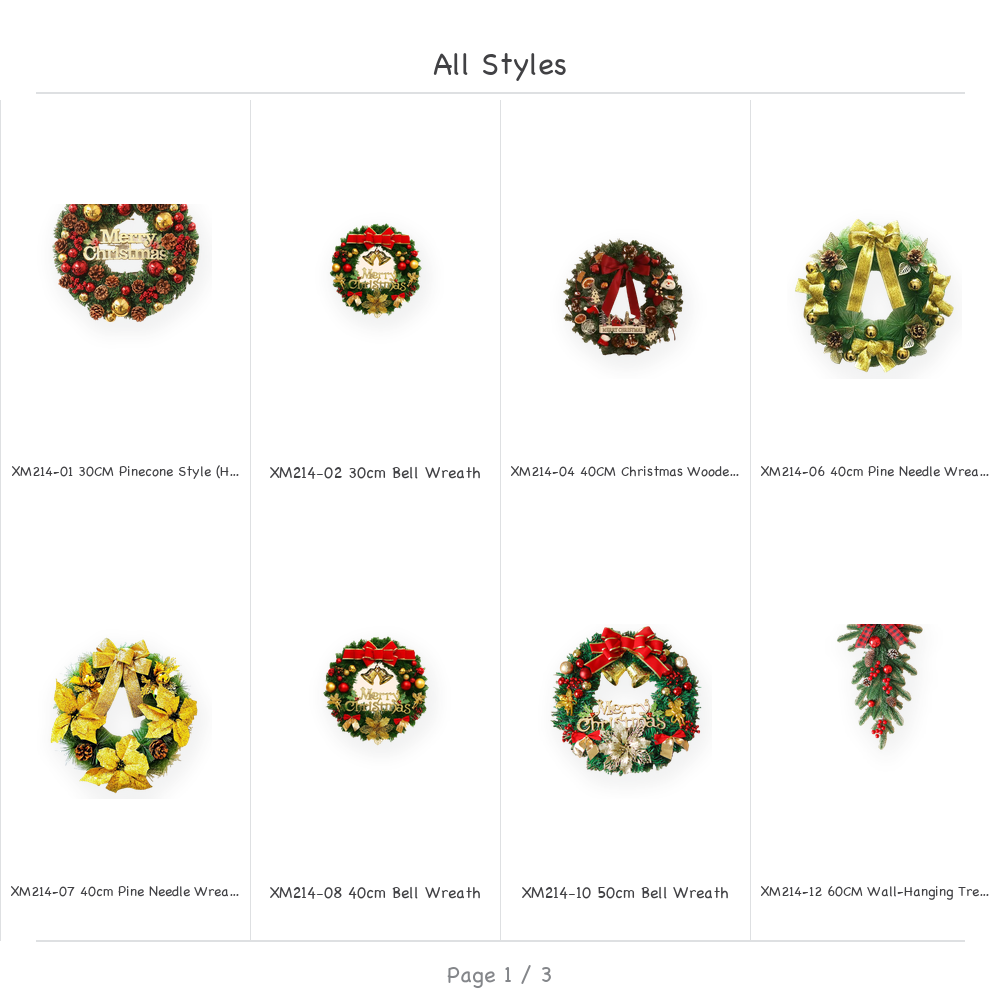 All Styles
Merry
Christmas
Merry
Christmas
MERRY CHRISTMAS
XM214-01 30CM Pinecone Style (H...
XM214-02 30cm Bell Wreath
XM214-04 40CM Christmas Woode...
XM214-06 40cm Pine Needle Wrea...
Merry
Christmas
Merry
Christmas
XM214-07 40cm Pine Needle Wrea...
XM214-08 40cm Bell Wreath
XM214-10 50cm Bell Wreath
XM214-12 60CM Wall-Hanging Tre...
Page 1 / 3